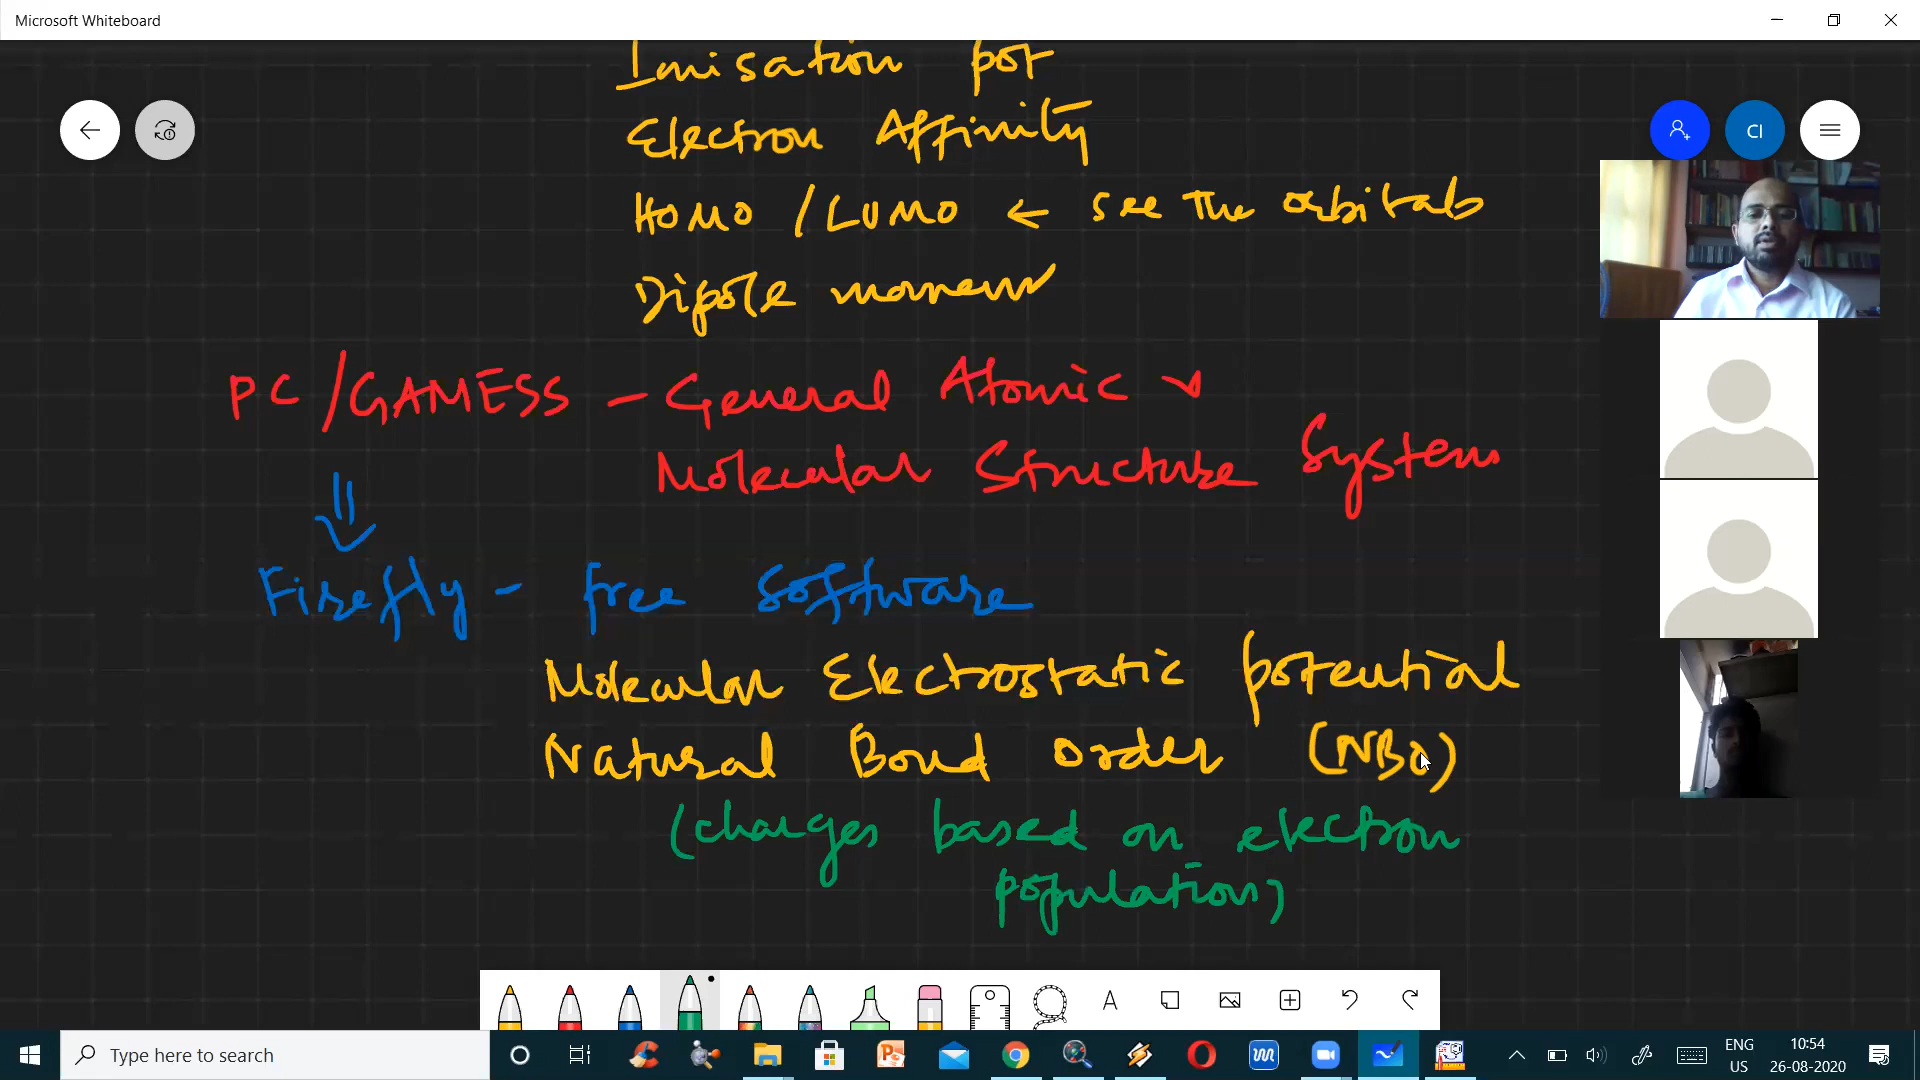 Microsoft Whiteboard
Ionisation pot
Electron Affinity
HOMO / LUMO ← see the orbitals
Dipole moment
CI
PC/GAMESS - General Atomic &
Molecular Structure System
Firefly - free software
Molecular Electrostatic potential
Natural Bond Order (NBO)
(charges based on electron
population)
A
Type here to search
ENG
US
10:54
26-08-2020